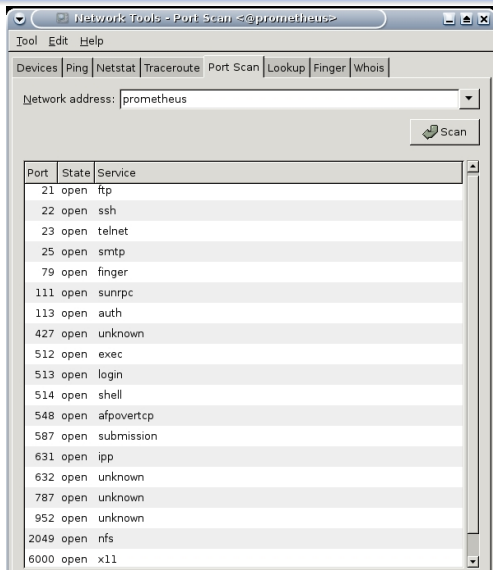 Network Tools - Port Scan <@prometheus>
Tool Edit Help
Devices Ping Netstat Traceroute Port Scan Lookup Finger Whois
Network address: prometheus
Scan
Port State Service
21 open ftp
22 open ssh
23 open telnet
25 open smtp
79 open finger
111 open sunrpc
113 open auth
427 open unknown
512 open exec
513 open login
514 open shell
548 open afpovertcp
587 open submission
631 open ipp
632 open unknown
787 open unknown
952 open unknown
2049 open nfs
6000 open x11